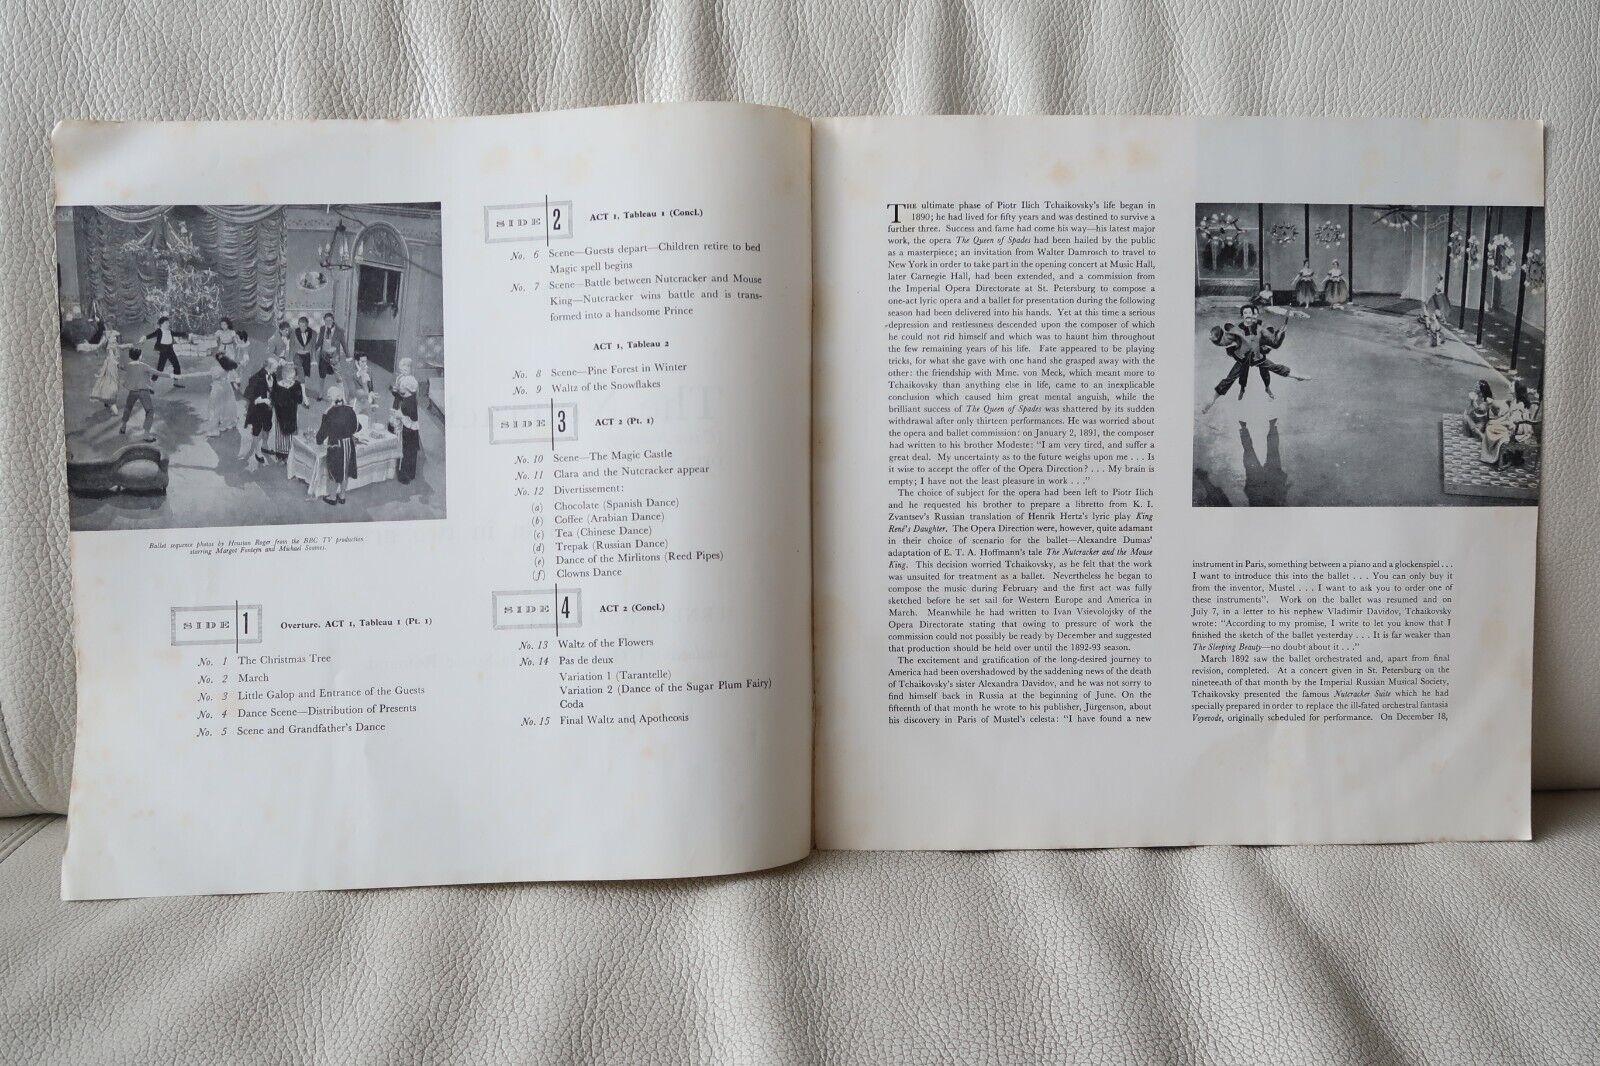 Ballet sequence photos by Houston Roger from the BBC TV production
starring Margot Fonteyn and Michael Soames.
SIDE 1 Overture. ACT 1, Tableau 1 (Pt. 1)
No. 1 The Christmas Tree
No. 2 March
No. 3 Little Galop and Entrance of the Guests
No. 4 Dance Scene—Distribution of Presents
No. 5 Scene and Grandfather's Dance
SIDE 2 ACT 1, Tableau 1 (Concl.)
No. 6 Scene—Guests depart—Children retire to bed
Magic spell begins
No. 7 Scene—Battle between Nutcracker and Mouse
King—Nutcracker wins battle and is trans-
formed into a handsome Prince
ACT 1, Tableau 2
No. 8 Scene—Pine Forest in Winter
No. 9 Waltz of the Snowflakes
SIDE 3 ACT 2 (Pt. 1)
No. 10 Scene—The Magic Castle
No. 11 Clara and the Nutcracker appear
No. 12 Divertissement:
(a) Chocolate (Spanish Dance)
(b) Coffee (Arabian Dance)
(c) Tea (Chinese Dance)
(d) Trepak (Russian Dance)
(e) Dance of the Mirlitons (Reed Pipes)
(f) Clowns Dance
SIDE 4 ACT 2 (Concl.)
No. 13 Waltz of the Flowers
No. 14 Pas de deux
Variation 1 (Tarantelle)
Variation 2 (Dance of the Sugar Plum Fairy)
Coda
No. 15 Final Waltz and Apotheosis
THE ultimate phase of Piotr Ilich Tchaikovsky's life began in
1890; he had lived for fifty years and was destined to survive a
further three. Success and fame had come his way—his latest major
work, the opera The Queen of Spades had been hailed by the public
as a masterpiece; an invitation from Walter Damrosch to travel to
New York in order to take part in the opening concert at Music Hall,
later Carnegie Hall, had been extended, and a commission from
the Imperial Opera Directorate at St. Petersburg to compose a
one-act lyric opera and a ballet for presentation during the following
season had been delivered into his hands. Yet at this time a serious
depression and restlessness descended upon the composer of which
he could not rid himself and which was to haunt him throughout
the few remaining years of his life. Fate appeared to be playing
tricks, for what she gave with one hand she grasped away with the
other: the friendship with Mme. von Meck, which meant more to
Tchaikovsky than anything else in life, came to an inexplicable
conclusion which caused him great mental anguish, while the
brilliant success of The Queen of Spades was shattered by its sudden
withdrawal after only thirteen performances. He was worried about
the opera and ballet commission: on January 2, 1891, the composer
had written to his brother Modeste: "I am very tired, and suffer a
great deal. My uncertainty as to the future weighs upon me . . . Is
it wise to accept the offer of the Opera Direction? . . . My brain is
empty; I have not the least pleasure in work . . ."
The choice of subject for the opera had been left to Piotr Ilich
and he requested his brother to prepare a libretto from K. I.
Zvantsev's Russian translation of Henrik Hertz's lyric play King
René's Daughter. The Opera Direction were, however, quite adamant
in their choice of scenario for the ballet—Alexandre Dumas'
adaptation of E. T. A. Hoffmann's tale The Nutcracker and the Mouse
King. This decision worried Tchaikovsky, as he felt that the work
was unsuited for treatment as a ballet. Nevertheless he began to
compose the music during February and the first act was fully
sketched before he set sail for Western Europe and America in
March. Meanwhile he had written to Ivan Vsievolojsky of the
Opera Directorate stating that owing to pressure of work the
commission could not possibly be ready by December and suggested
that production should be held over until the 1892-93 season.
The excitement and gratification of the long-desired journey to
America had been overshadowed by the saddening news of the death
of Tchaikovsky's sister Alexandra Davidov, and he was not sorry to
find himself back in Russia at the beginning of June. On the
fifteenth of that month he wrote to his publisher, Jürgenson, about
his discovery in Paris of Mustel's celesta: "I have found a new
instrument in Paris, something between a piano and a glockenspiel . . .
I want to introduce this into the ballet . . . You can only buy it
from the inventor, Mustel . . . I want to ask you to order one of
these instruments". Work on the ballet was resumed and on
July 7, in a letter to his nephew Vladimir Davidov, Tchaikovsky
wrote: "According to my promise, I write to let you know that I
finished the sketch of the ballet yesterday . . . It is far weaker than
The Sleeping Beauty—no doubt about it . . ."
March 1892 saw the ballet orchestrated and, apart from final
revision, completed. At a concert given in St. Petersburg on the
nineteenth of that month by the Imperial Russian Musical Society,
Tchaikovsky presented the famous Nutcracker Suite which he had
specially prepared in order to replace the ill-fated orchestral fantasia
Voyevode, originally scheduled for performance. On December 18,